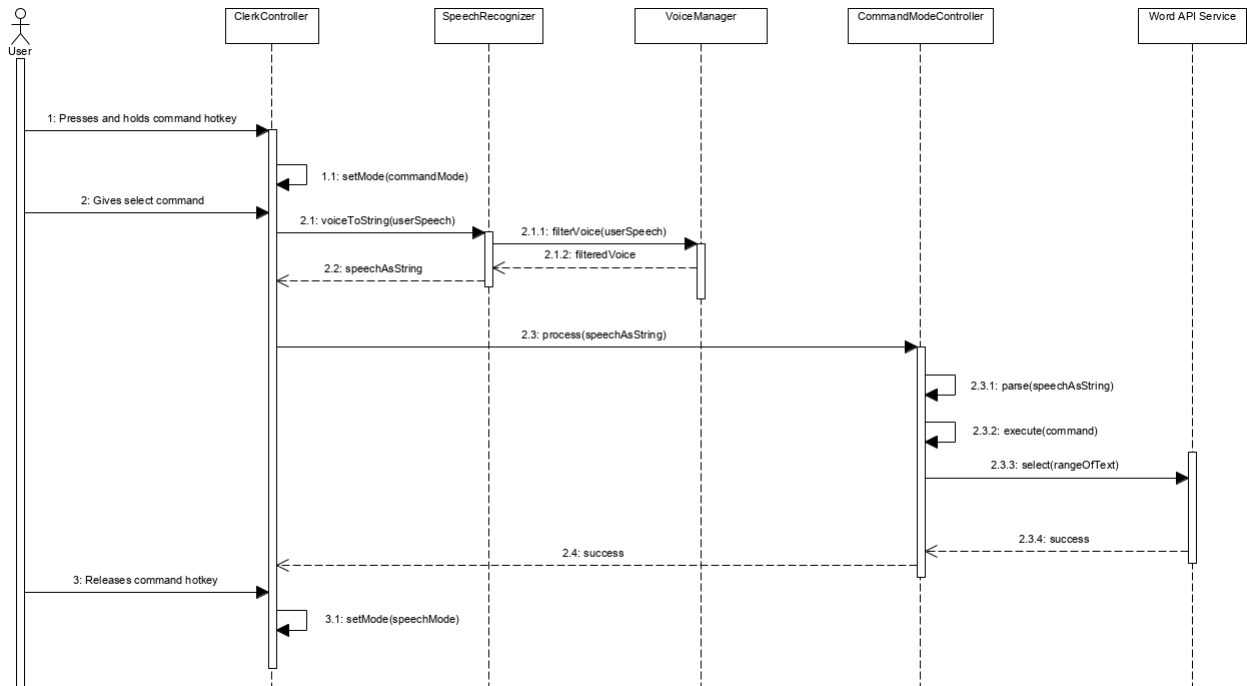 ClerkController
SpeechRecognizer
VoiceManager
CommandModeController
Word API Service
User
1: Presses and holds command hotkey
1.1: setMode(commandMode)
2: Gives select command
2.1: voiceToString(userSpeech)
2.1.1: filterVoice(userSpeech)
2.1.2: filteredVoice
2.2: speechAsString
2.3: process(speechAsString)
2.3.1: parse(speechAsString)
2.3.2: execute(command)
2.3.3: select(rangeOfText)
2.3.4: success
2.4: success
3: Releases command hotkey
3.1: setMode(speechMode)